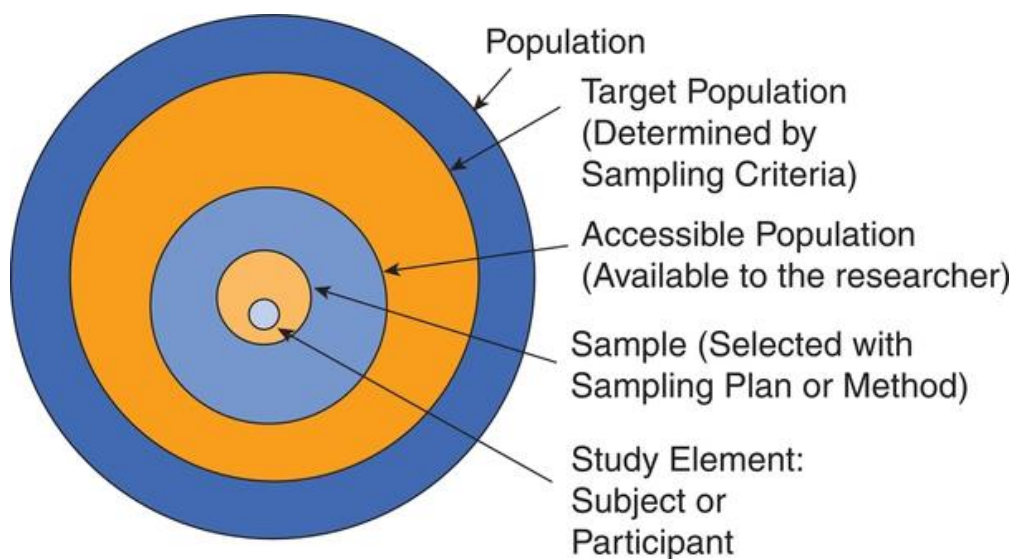 Population
Target Population
(Determined by
Sampling Criteria)
Accessible Population
(Available to the researcher)
Sample (Selected with
Sampling Plan or Method)
Study Element:
Subject or
Participant